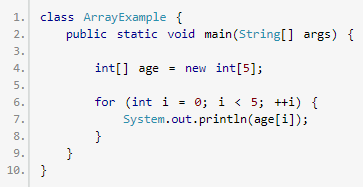 1. class ArrayExample {
2.     public static void main(String[] args) {
3.
4.         int[] age = new int[5];
5.
6.         for (int i = 0; i < 5; ++i) {
7.             System.out.println(age[i]);
8.         }
9.     }
10. }